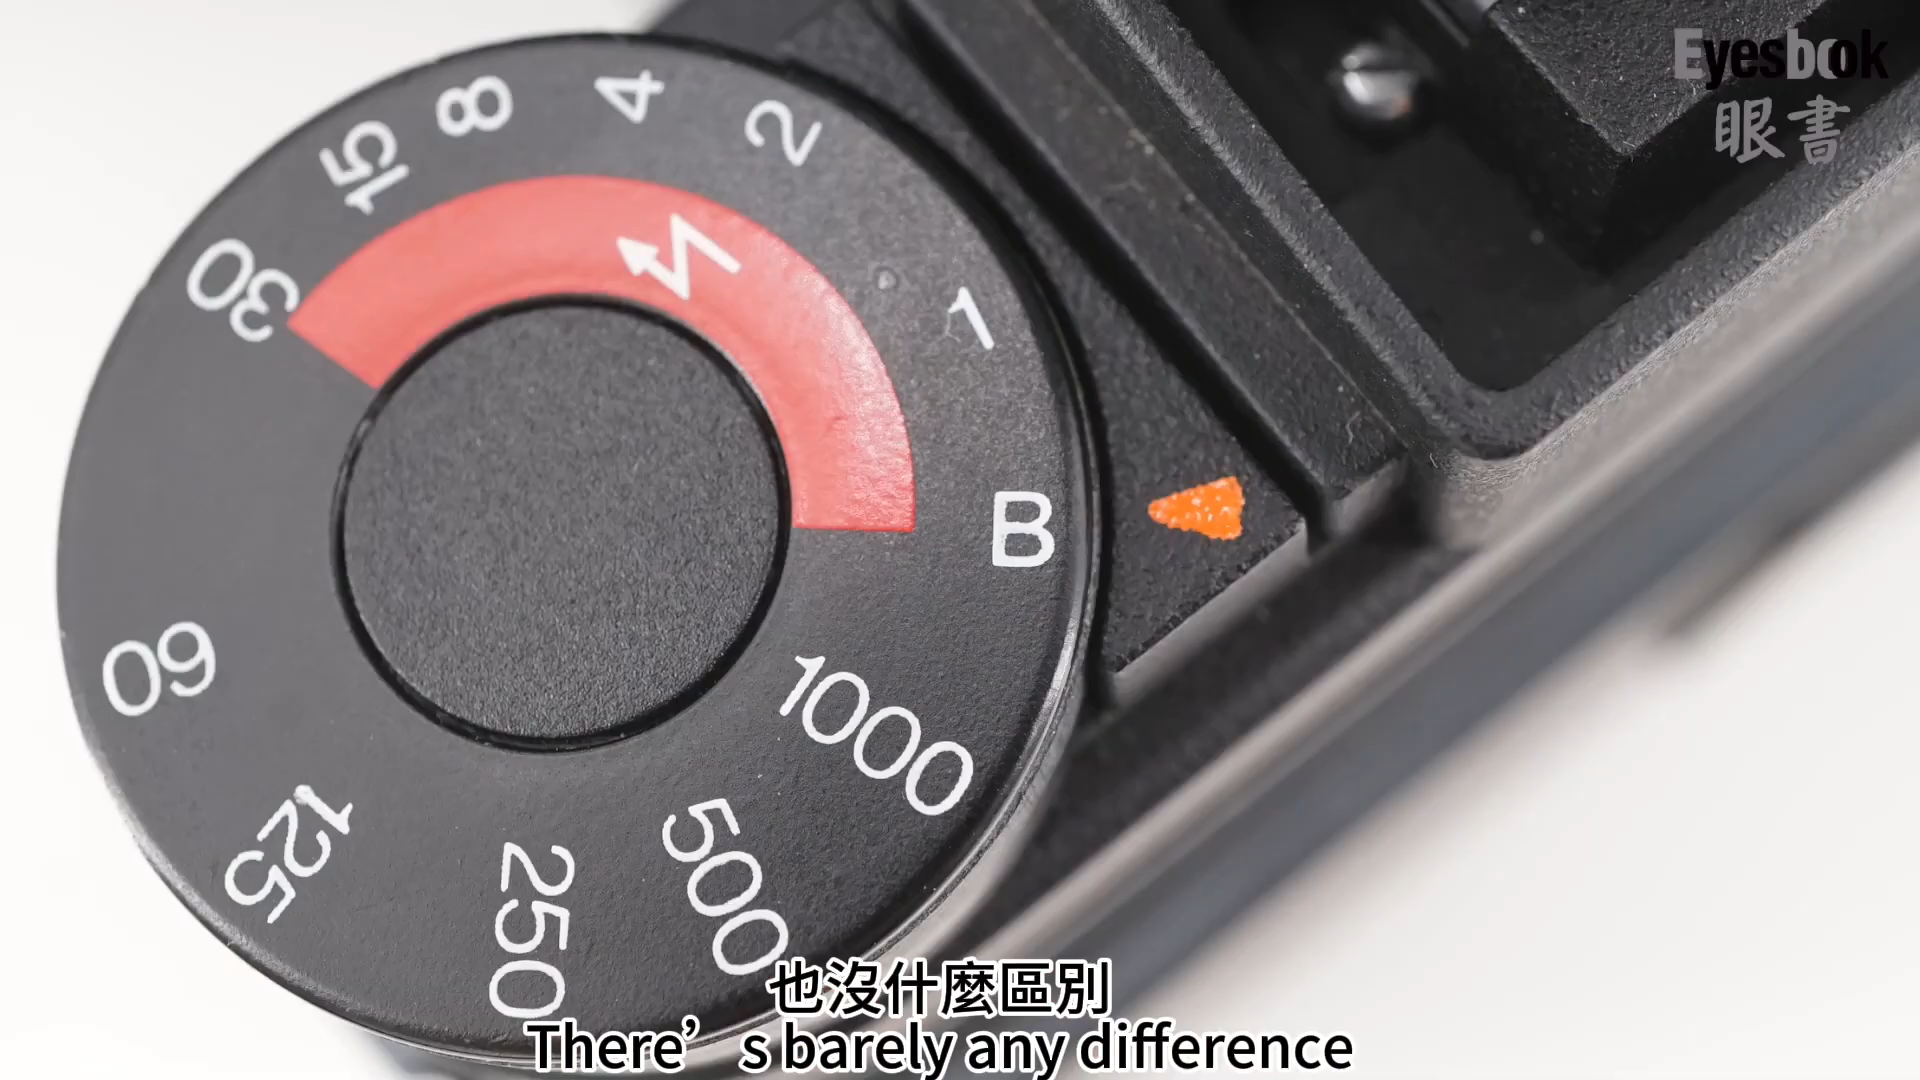 Eyesbook
眼書
2
4
8
15
30
60
125
250
500
1000
B
1
也沒什麼區別
There’s barely any difference